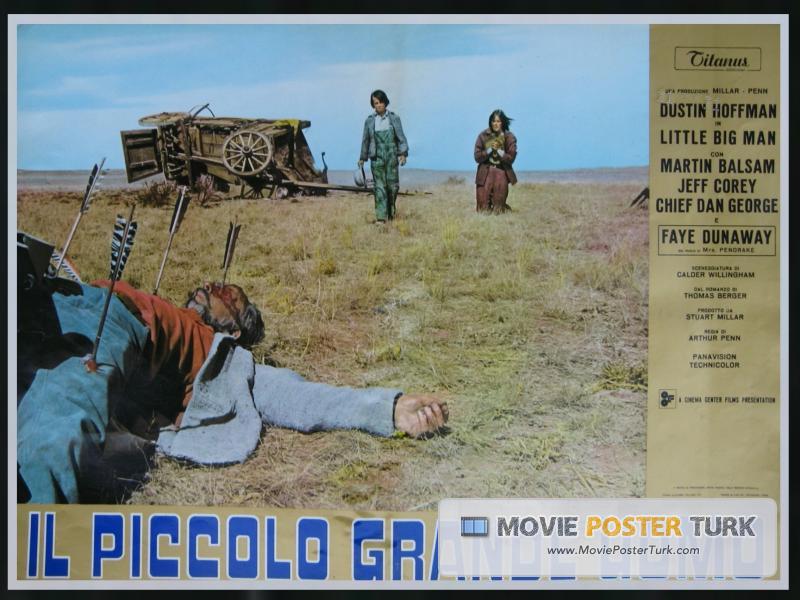 Titanus
UNA PRODUZIONE MILLAR - PENN
DUSTIN HOFFMAN
IN
LITTLE BIG MAN
CON
MARTIN BALSAM
JEFF COREY
CHIEF DAN GEORGE
E
FAYE DUNAWAY
NEL RUOLO DI MRS. PENDRAKE
SCENEGGIATURA DI
CALDER WILLINGHAM
DAL ROMANZO DI
THOMAS BERGER
PRODOTTO DA
STUART MILLAR
REGIA DI
ARTHUR PENN
PANAVISION
TECHNICOLOR
A CINEMA CENTER FILMS PRESENTATION
IL PICCOLO GRANDE UOMO
MOVIE POSTER TURK
www.MoviePosterTurk.com